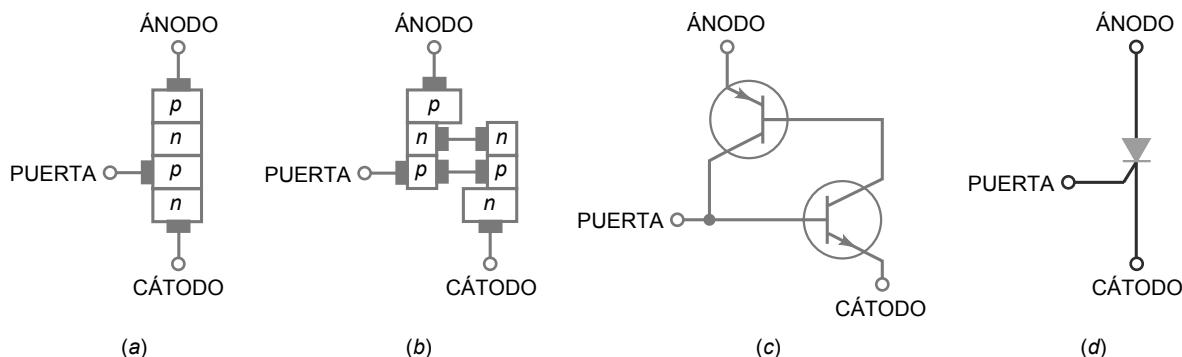 ÁNODO
p
n
p
n
PUERTA
CÁTODO
(a)
ÁNODO
p
n n
p p
n
PUERTA
CÁTODO
(b)
ÁNODO
PUERTA
CÁTODO
(c)
ÁNODO
PUERTA
CÁTODO
(d)